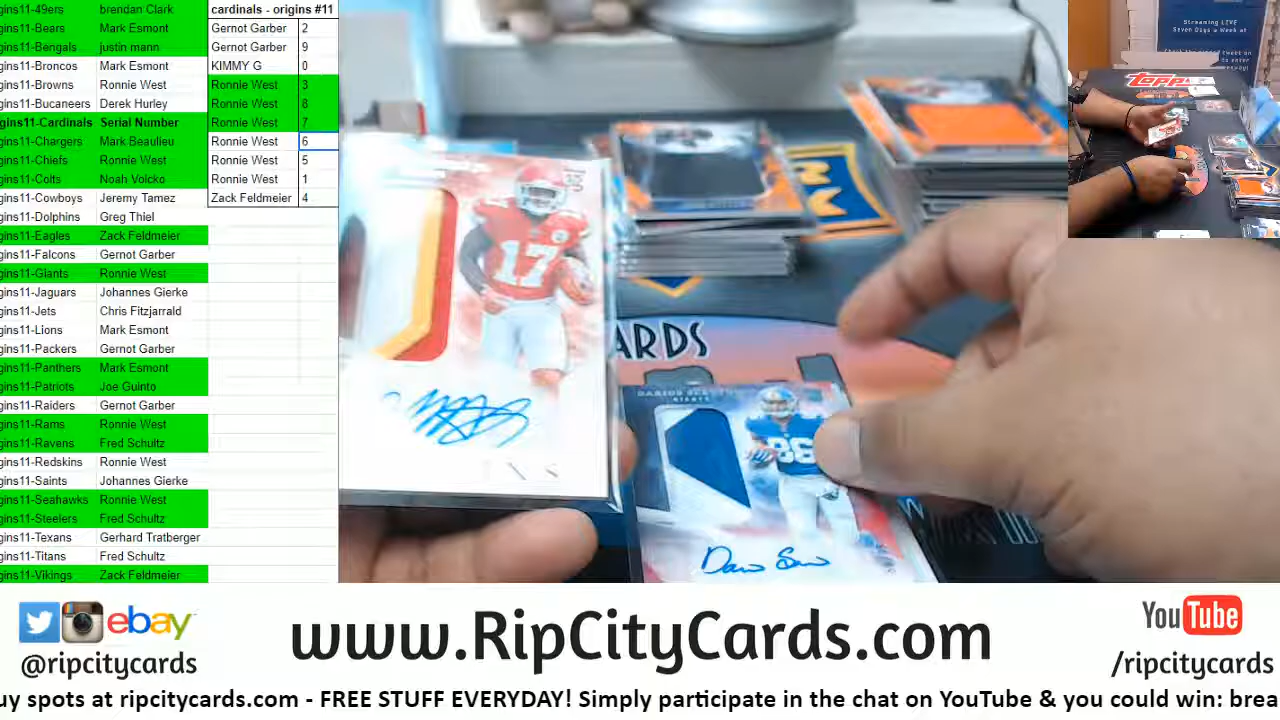 gins11-49ers brendan Clark
gins11-Bears Mark Esmont
gins11-Bengals justin mann
gins11-Broncos Mark Esmont
gins11-Browns Ronnie West
gins11-Bucaneers Derek Hurley
gins11-Cardinals Serial Number
gins11-Chargers Mark Beaulieu
gins11-Chiefs Ronnie West
gins11-Colts Noah Volcko
gins11-Cowboys Jeremy Tamez
gins11-Dolphins Greg Thiel
gins11-Eagles Zack Feldmeier
gins11-Falcons Gernot Garber
gins11-Giants Ronnie West
gins11-Jaguars Johannes Gierke
gins11-Jets Chris Fitzjarrald
gins11-Lions Mark Esmont
gins11-Packers Gernot Garber
gins11-Panthers Mark Esmont
gins11-Patriots Joe Guinto
gins11-Raiders Gernot Garber
gins11-Rams Ronnie West
gins11-Ravens Fred Schultz
gins11-Redskins Ronnie West
gins11-Saints Johannes Gierke
gins11-Seahawks Ronnie West
gins11-Steelers Fred Schultz
gins11-Texans Gerhard Tratberger
gins11-Titans Fred Schultz
gins11-Vikings Zack Feldmeier
cardinals - origins #11
Gernot Garber 2
Gernot Garber 9
KIMMY G 0
Ronnie West 3
Ronnie West 8
Ronnie West 7
Ronnie West 6
Ronnie West 5
Ronnie West 1
Zack Feldmeier 4
Streaming LIVE
Seven Days a Week at
TOPPS
17
ARDS
86
GIANTS
ebay
@ripcitycards
www.RipCityCards.com
YouTube
/ripcitycards
uy spots at ripcitycards.com - FREE STUFF EVERYDAY! Simply participate in the chat on YouTube & you could win: brea